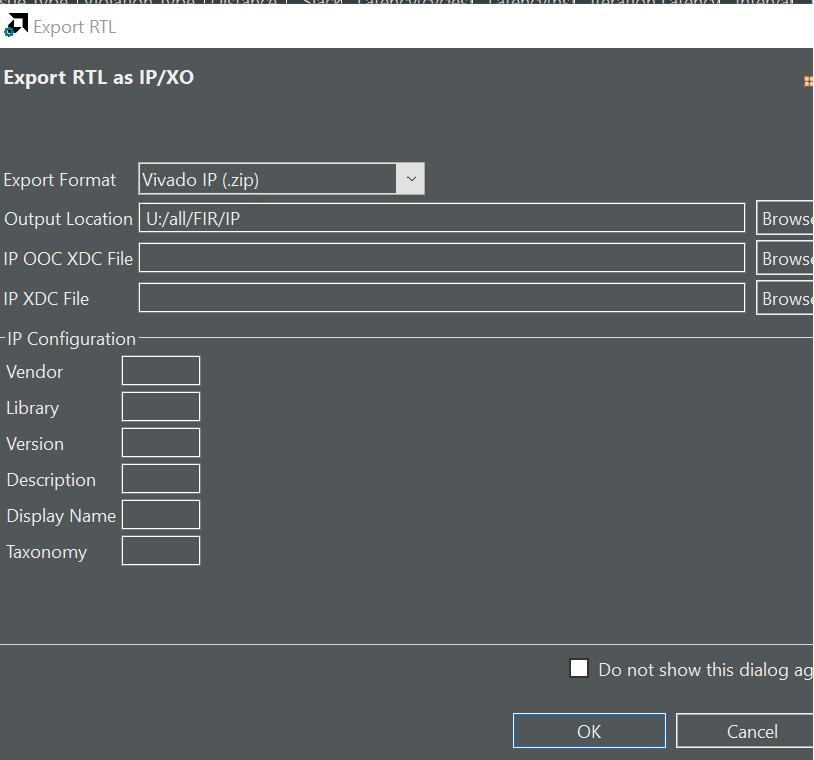 Export RTL
Export RTL as IP/XO
Export Format Vivado IP (.zip)
Output Location U:/all/FIR/IP Browse
IP OOC XDC File Browse
IP XDC File Browse
IP Configuration
Vendor
Library
Version
Description
Display Name
Taxonomy
Do not show this dialog ag
OK Cancel